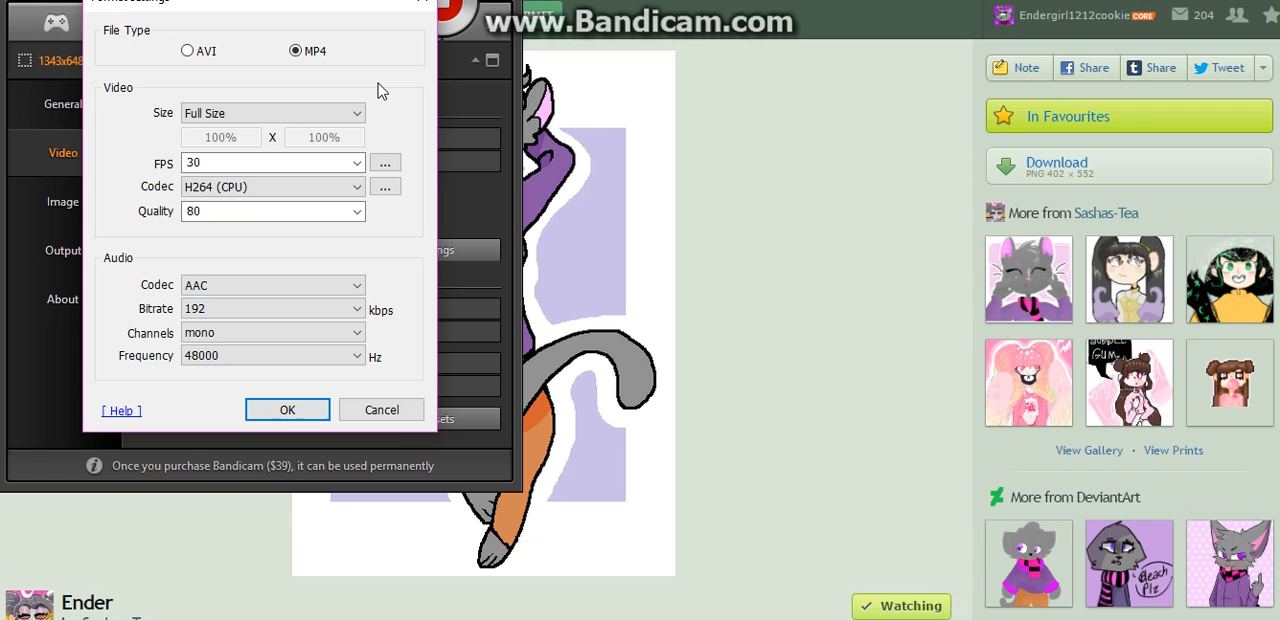 www.Bandicam.com
File Type
AVI
MP4
Video
Size Full Size
100% X 100%
FPS 30 ...
Codec H264 (CPU) ...
Quality 80
Audio
Codec AAC
Bitrate 192 kbps
Channels mono
Frequency 48000 Hz
[ Help ]
OK
Cancel
1343x648
General
Video
Image
Output
About
Once you purchase Bandicam ($39), it can be used permanently
Endergirl1212cookie CORE
204
Note
Share
Share
Tweet
In Favourites
Download
PNG 402 × 552
More from Sashas-Tea
BUBBLE
GUM
View Gallery · View Prints
More from DeviantArt
Bleach
Plz
Ender
Watching